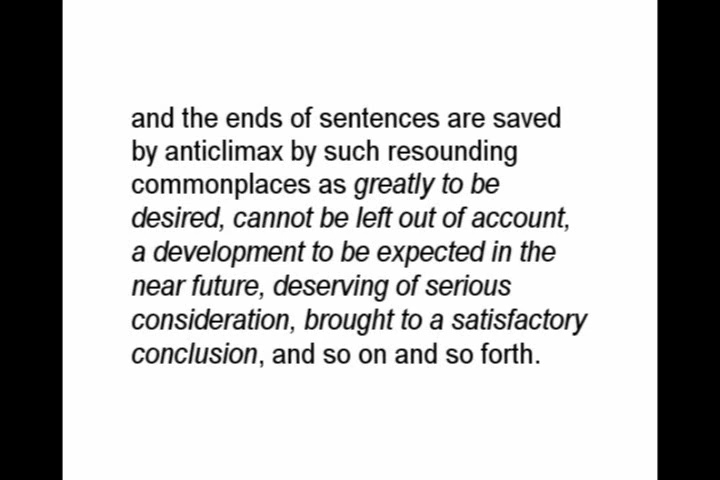 and the ends of sentences are saved
by anticlimax by such resounding
commonplaces as greatly to be
desired, cannot be left out of account,
a development to be expected in the
near future, deserving of serious
consideration, brought to a satisfactory
conclusion, and so on and so forth.